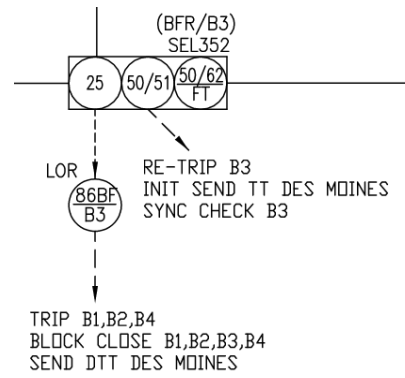 (BFR/B3)
SEL352
25
50/51
50/62
FT
LOR
86BF
B3
RE-TRIP B3
INIT SEND TT DES MOINES
SYNC CHECK B3
TRIP B1,B2,B4
BLOCK CLOSE B1,B2,B3,B4
SEND DTT DES MOINES